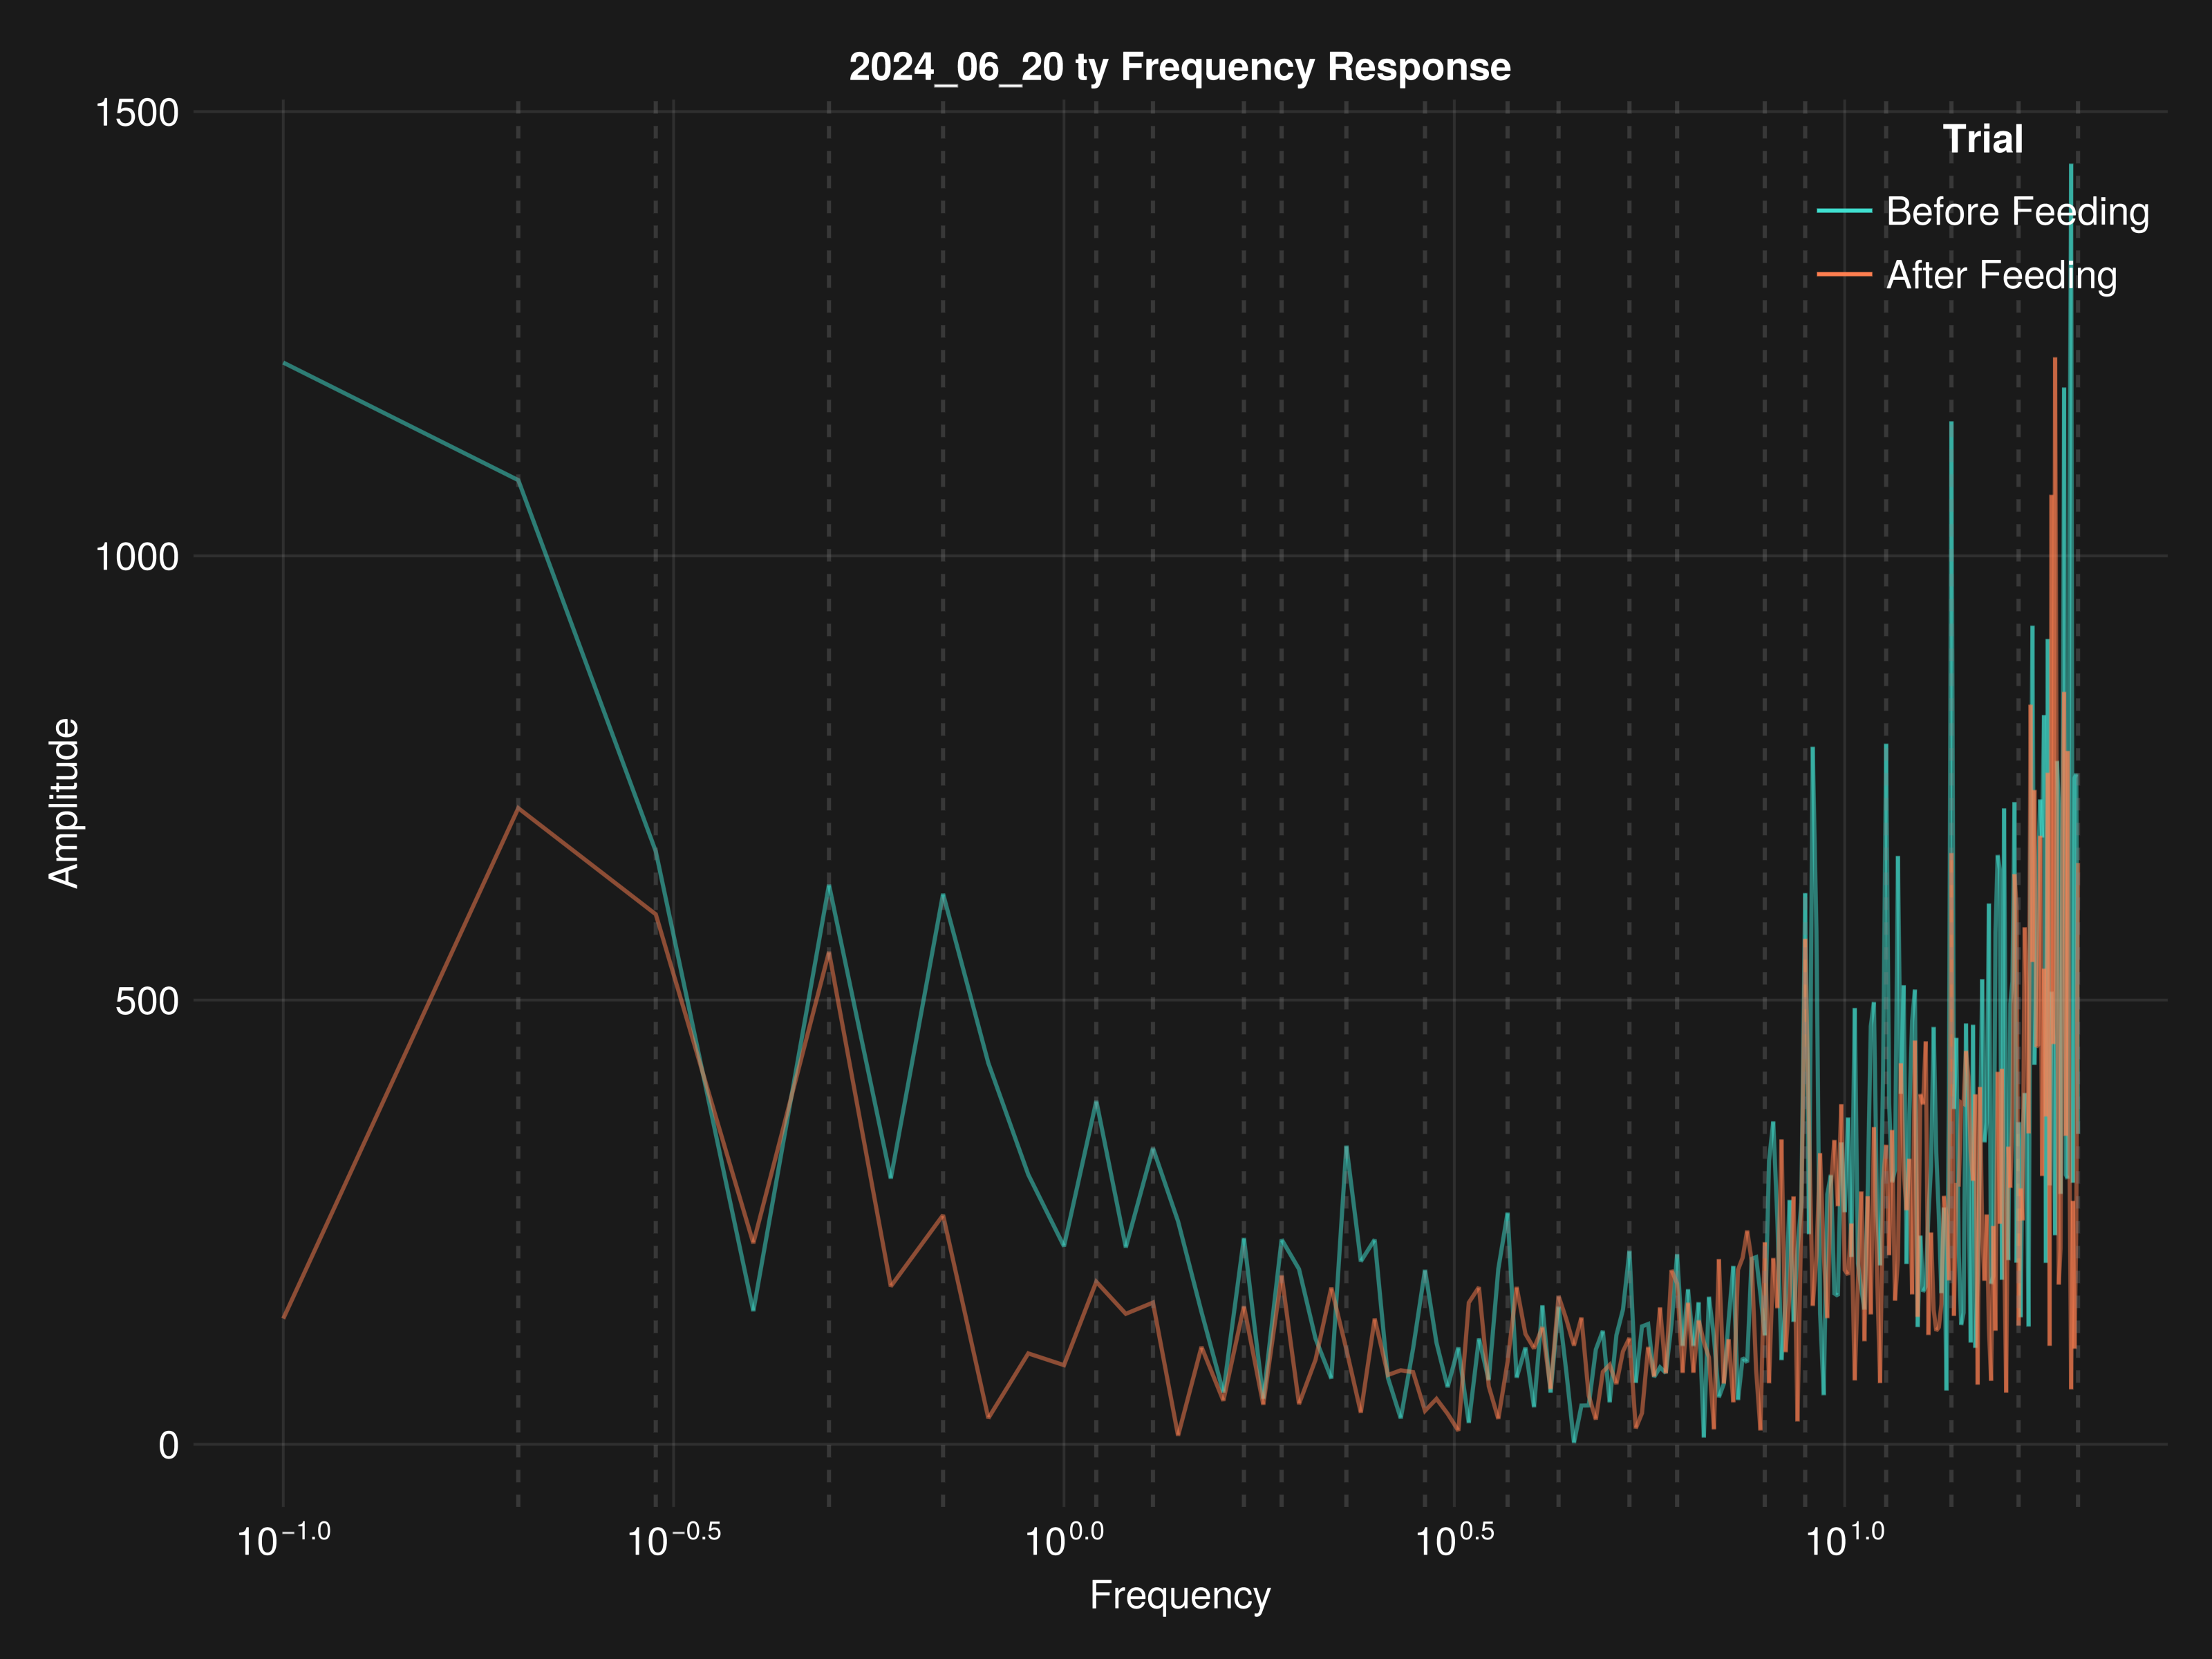 2024_06_20 ty Frequency Response
Trial
Before Feeding
After Feeding
Amplitude
1500
1000
500
0
10^−1.0
10^−0.5
10^0.0
10^0.5
10^1.0
Frequency